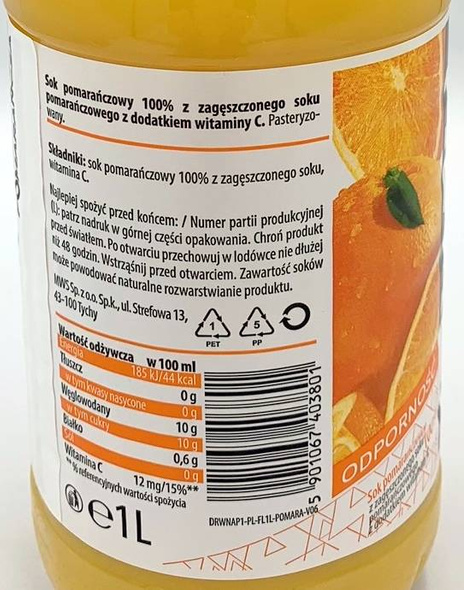 Sok pomarańczowy 100% z zagęszczonego soku
pomarańczowego z dodatkiem witaminy C. Pasteryzo-
wany.
Składniki: sok pomarańczowy 100% z zagęszczonego soku,
witamina C.
Najlepiej spożyć przed końcem: / Numer partii produkcyjnej
(L): patrz nadruk w górnej części opakowania. Chroń produkt
przed światłem. Po otwarciu przechowuj w lodówce nie dłużej
niż 48 godzin. Wstrząśnij przed otwarciem. Zawartość soków
może powodować naturalne rozwarstwianie produktu.
MWS Sp. z o.o. Sp.k., ul. Strefowa 13,
43-100 Tychy
1
PET
5
PP
Wartość odżywcza w 100 ml
Energia 185 kJ/44 kcal
Tłuszcz 0 g
w tym kwasy nasycone 0 g
Węglowodany 10 g
w tym cukry 10 g
Białko 0,6 g
Sól 0 g
Witamina C 12 mg/15%**
**% referencyjnych wartości spożycia
e1L
5 901067 403801
DRWNAP1-PL-FL1L-POMARA-V06
ODPORNOŚĆ
Sok pomarańczowy
z zagęszczonego